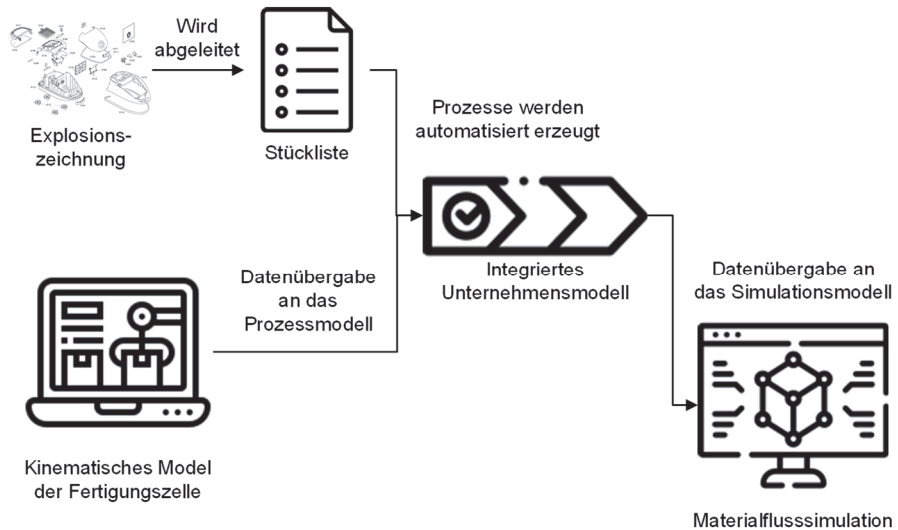 Wird
abgeleitet
Explosions-
zeichnung
Stückliste
Prozesse werden
automatisiert erzeugt
Integriertes
Unternehmensmodell
Datenübergabe
an das
Prozessmodell
Datenübergabe an
das Simulationsmodell
Kinematisches Model
der Fertigungszelle
Materialflusssimulation